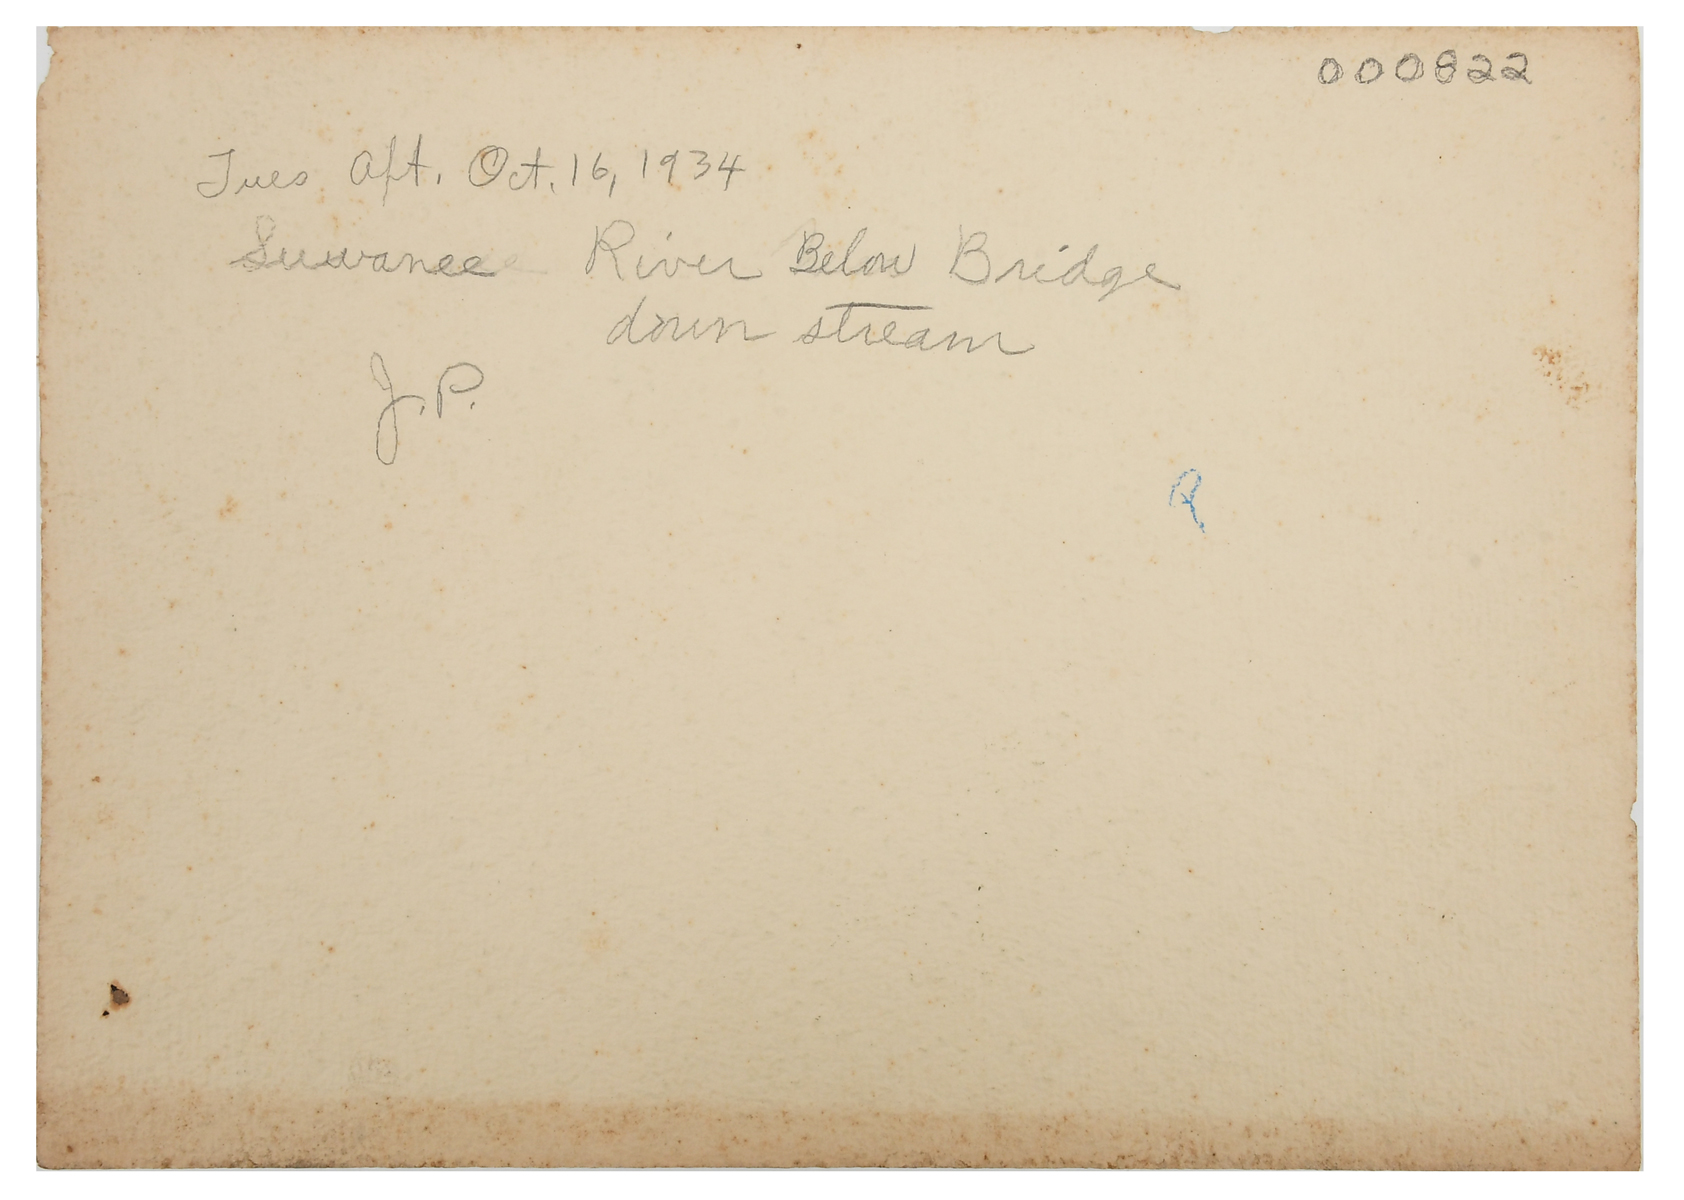 000822
Tues Aft. Oct. 16, 1934
Suwanee River Below Bridge
down stream
J.P.
R